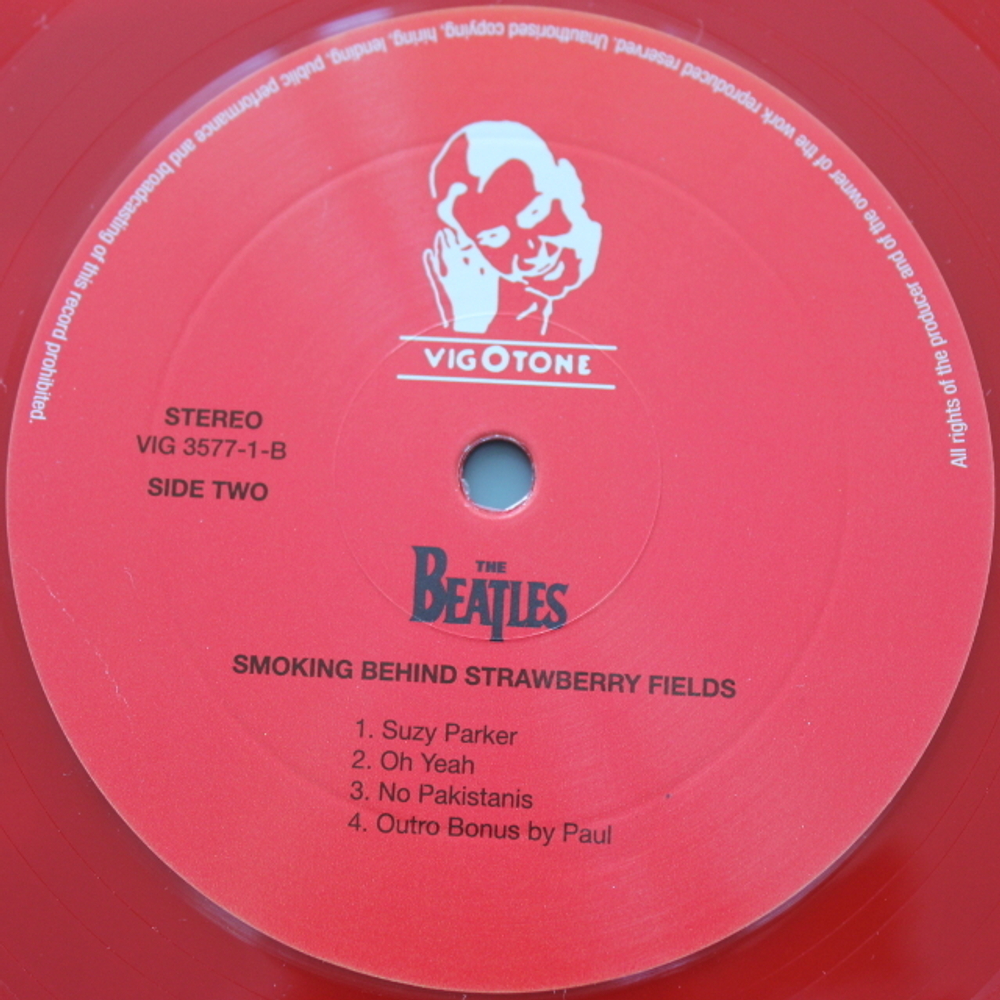 All rights of the producer and of the owner of the work reproduced reserved. Unauthorised copying, hiring, lending, public performance and broadcasting of this record prohibited.
VIGOTONE
STEREO
VIG 3577-1-B
SIDE TWO
THE
BEATLES
SMOKING BEHIND STRAWBERRY FIELDS
1. Suzy Parker
2. Oh Yeah
3. No Pakistanis
4. Outro Bonus by Paul